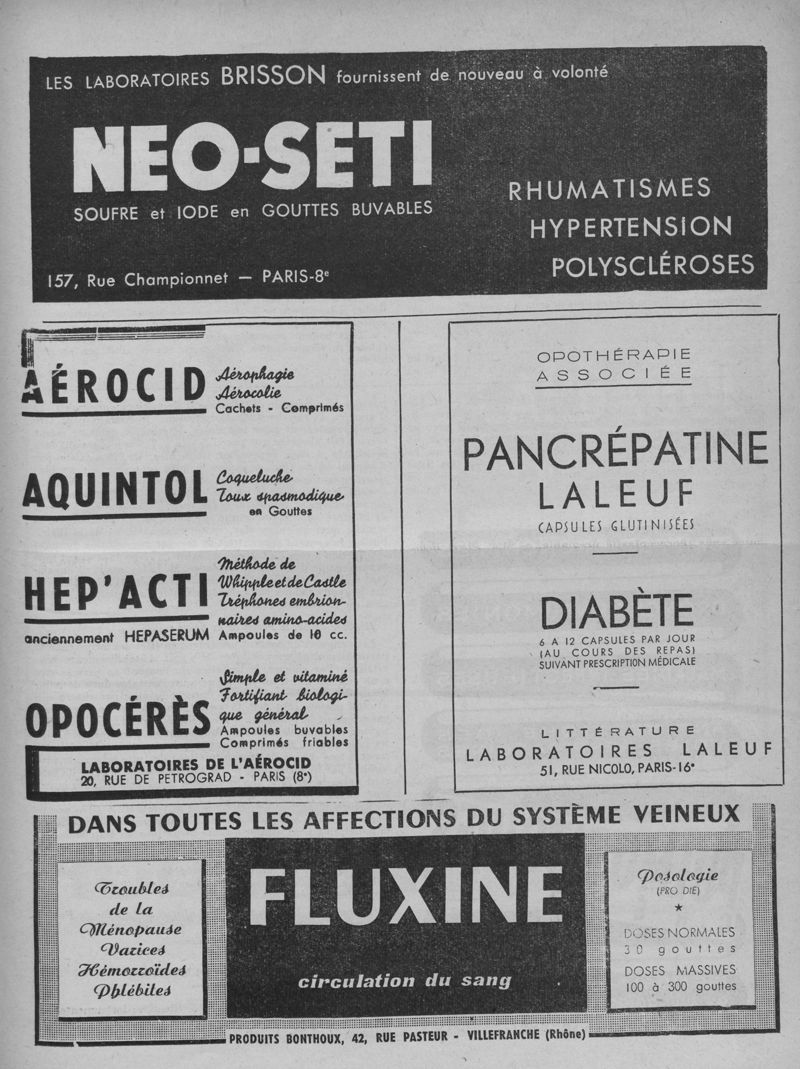 LES LABORATOIRES BRISSON fournissent de nouveau à volonté
NEO-SETI
SOUFRE et IODE en GOUTTES BUVABLES
RHUMATISMES
HYPERTENSION
POLYSCLÉROSES
157, Rue Championnet — PARIS-8e
AÉROCID
Aérophagie
Aérocolie
Cachets - Comprimés
AQUINTOL
Coqueluche
Toux spasmodique
en Gouttes
HEP'ACTI
anciennement HEPASERUM
Méthode de
Whipple et de Castle
Tréphones embrion-
naires amino-acides
Ampoules de 10 cc.
OPOCÉRÈS
Simple et vitaminé
Fortifiant biologi-
que général
Ampoules buvables
Comprimés friables
LABORATOIRES DE L'AÉROCID
20, RUE DE PETROGRAD - PARIS (8e)
OPOTHÉRAPIE
ASSOCIÉE
PANCRÉPATINE
LALEUF
CAPSULES GLUTINISÉES
DIABÈTE
6 A 12 CAPSULES PAR JOUR
(AU COURS DES REPAS)
SUIVANT PRESCRIPTION MÉDICALE
LITTÉRATURE
LABORATOIRES LALEUF
51, RUE NICOLO, PARIS-16e
DANS TOUTES LES AFFECTIONS DU SYSTÈME VEINEUX
Troubles
de la
Ménopause
Varices
Hémorroïdes
Phlébites
FLUXINE
circulation du sang
Posologie
(PRO DIE)
DOSES NORMALES
30 gouttes
DOSES MASSIVES
100 à 300 gouttes
PRODUITS BONTHOUX, 42, RUE PASTEUR - VILLEFRANCHE (Rhône)